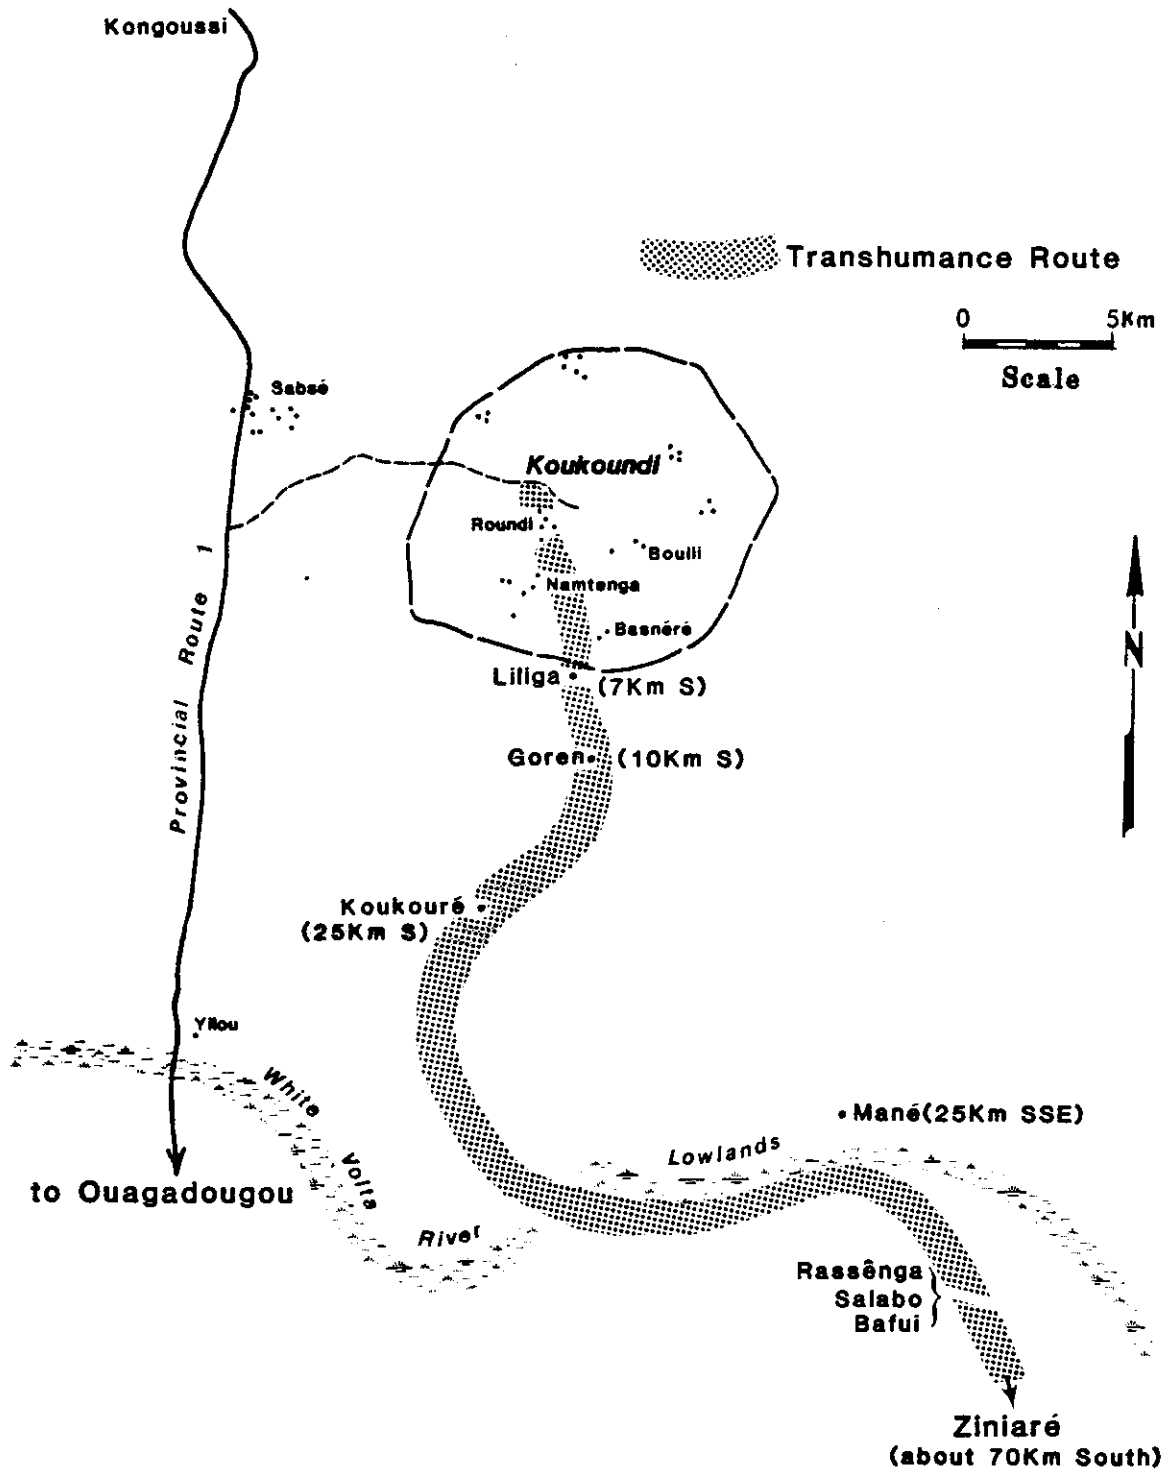 Kongoussi
Transhumance Route
0 5Km
Scale
Sabsé
Koukoundi
Roundi
Bouili
Namtenga
Basnéré
Provincial Route 1
N
Liliga (7Km S)
Goren (10Km S)
Koukouré
(25Km S)
Yilou
White Volta River
Mané (25Km SSE)
Lowlands
to Ouagadougou
Rassênga
Salabo
Bafui
Ziniaré
(about 70Km South)